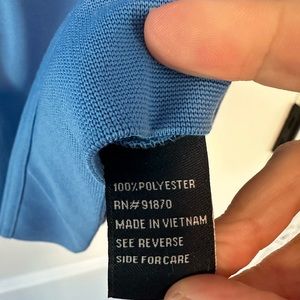 100% POLYESTER
RN# 91870
MADE IN VIETNAM
SEE REVERSE
SIDE FOR CARE